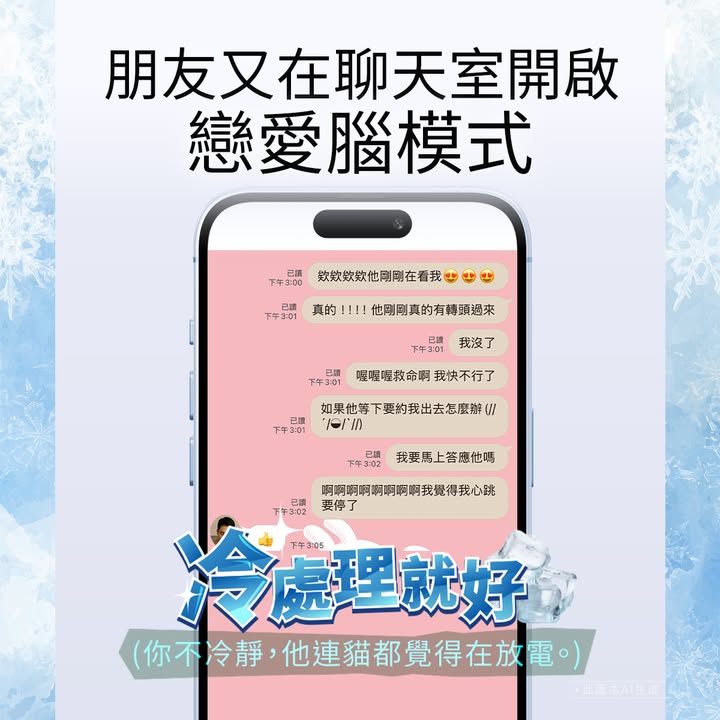 朋友又在聊天室開啟
戀愛腦模式
已讀
下午3:00
欸欸欸欸他剛剛在看我😍😍😍
已讀
下午3:01
真的！!!! 他剛剛真的有轉頭過來
已讀
下午3:01
我沒了
已讀
下午3:01
喔喔喔救命啊 我快不行了
已讀
下午3:01
如果他等下要約我出去怎麼辦 (//
´/◒/`//)
已讀
下午3:02
我要馬上答應他嗎
已讀
下午3:02
啊啊啊啊啊啊啊啊我覺得我心跳
要停了
👍
下午3:05
冷處理就好
(你不冷靜,他連貓都覺得在放電。)
•此圖由AI生成